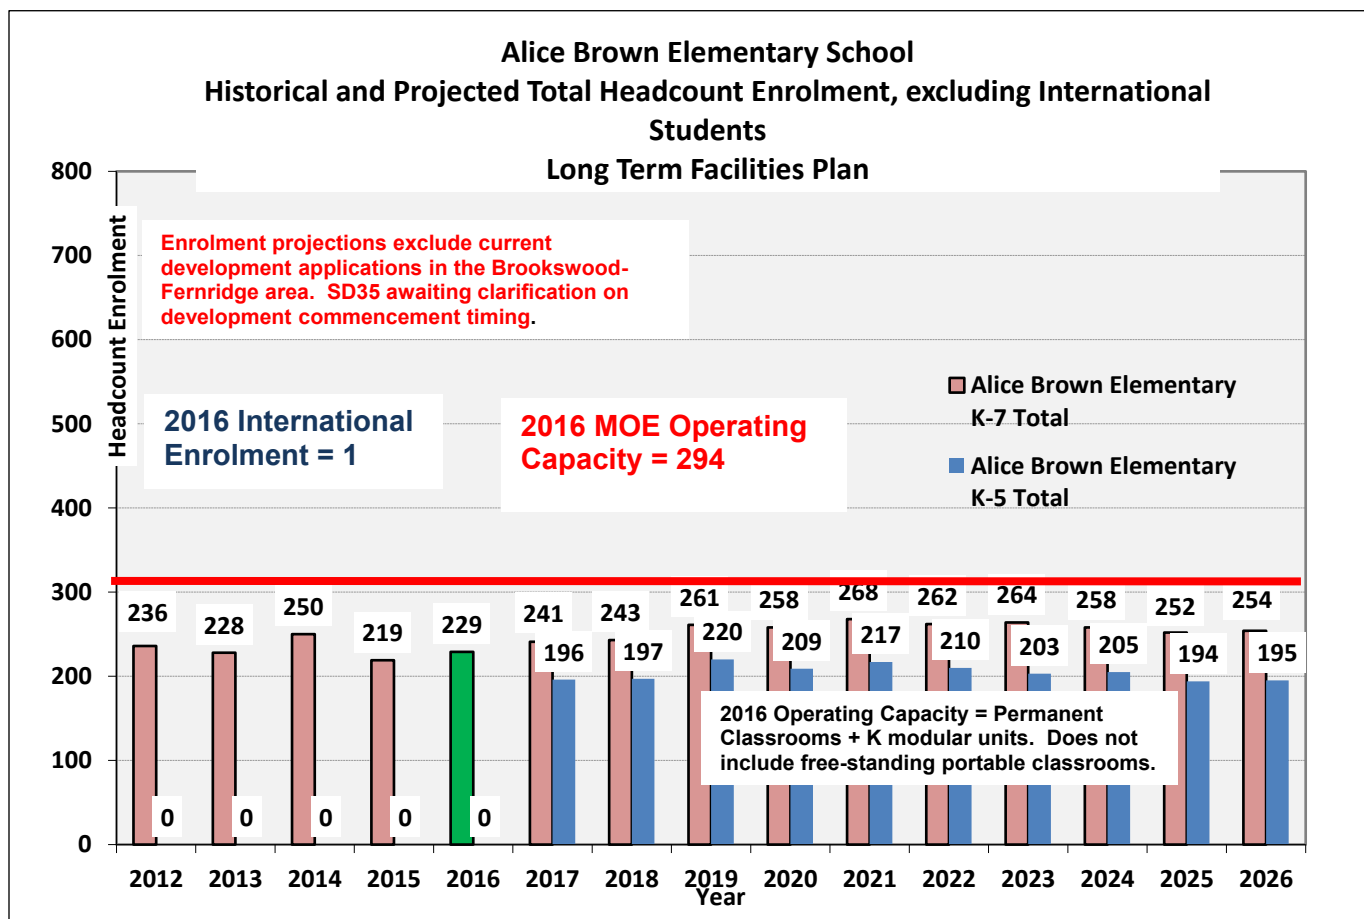 Alice Brown Elementary School
Historical and Projected Total Headcount Enrolment, excluding International
Students
Long Term Facilities Plan
800
700
600
500
400
300
200
100
0
Headcount Enrolment
Enrolment projections exclude current
development applications in the Brookswood-
Fernridge area. SD35 awaiting clarification on
development commencement timing.
2016 International
Enrolment = 1
2016 MOE Operating
Capacity = 294
Alice Brown Elementary
K-7 Total
Alice Brown Elementary
K-5 Total
236 228 250 219 229 241 243 261 258 268 262 264 258 252 254
196 197 220 209 217 210 203 205 194 195
2016 Operating Capacity = Permanent
Classrooms + K modular units. Does not
include free-standing portable classrooms.
0 0 0 0 0
2012 2013 2014 2015 2016 2017 2018 2019 2020 2021 2022 2023 2024 2025 2026
Year